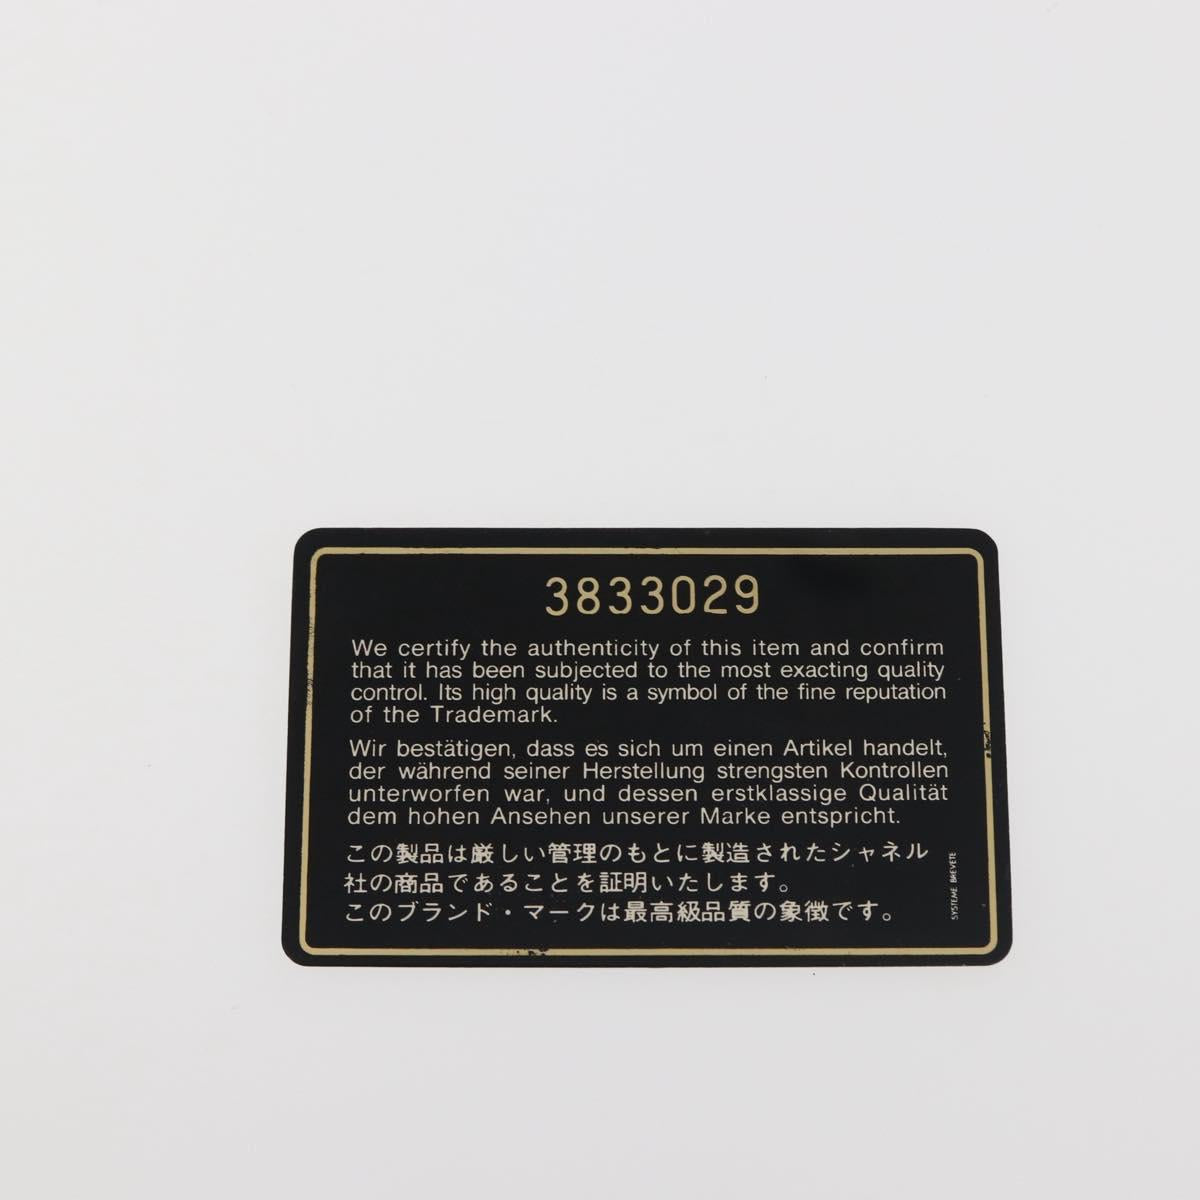 3833029
We certify the authenticity of this item and confirm
that it has been subjected to the most exacting quality
control. Its high quality is a symbol of the fine reputation
of the Trademark.
Wir bestätigen, dass es sich um einen Artikel handelt,
der während seiner Herstellung strengsten Kontrollen
unterworfen war, und dessen erstklassige Qualität
dem hohen Ansehen unserer Marke entspricht.
この製品は厳しい管理のもとに製造されたシャネル
社の商品であることを証明いたします。
このブランド・マークは最高級品質の象徴です。
SYSTEME BREVETE